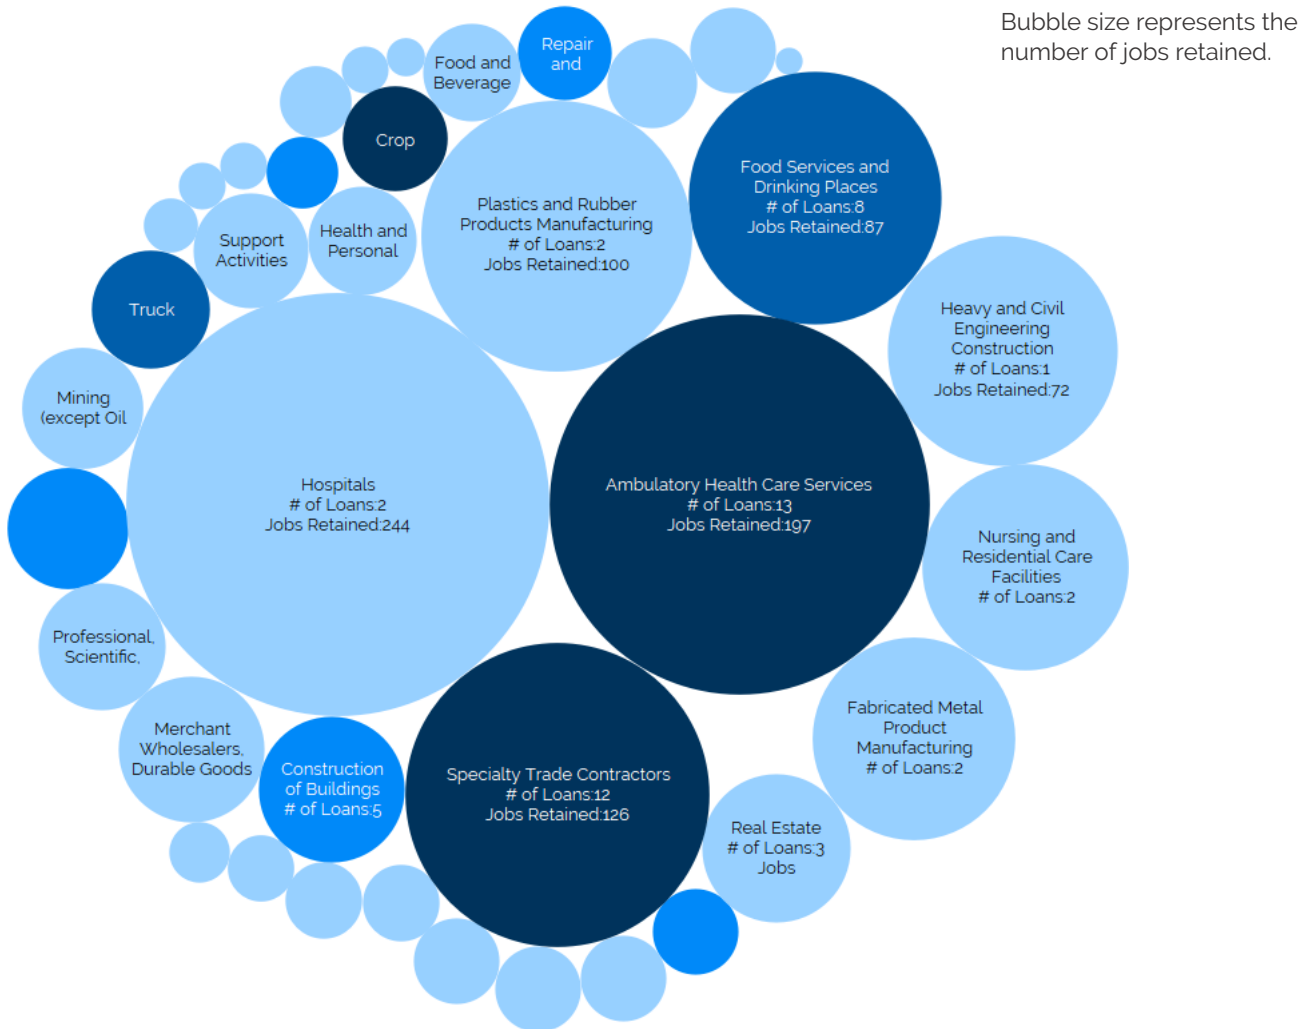 Bubble size represents the
number of jobs retained.
Repair
and
Food and
Beverage
Crop
Food Services and
Drinking Places
# of Loans:8
Jobs Retained:87
Plastics and Rubber
Products Manufacturing
# of Loans:2
Jobs Retained:100
Health and
Personal
Support
Activities
Truck
Heavy and Civil
Engineering
Construction
# of Loans:1
Jobs Retained:72
Mining
(except Oil
Hospitals
# of Loans:2
Jobs Retained:244
Ambulatory Health Care Services
# of Loans:13
Jobs Retained:197
Nursing and
Residential Care
Facilities
# of Loans:2
Professional,
Scientific,
Fabricated Metal
Product
Manufacturing
# of Loans:2
Merchant
Wholesalers,
Durable Goods
Construction
of Buildings
# of Loans:5
Specialty Trade Contractors
# of Loans:12
Jobs Retained:126
Real Estate
# of Loans:3
Jobs